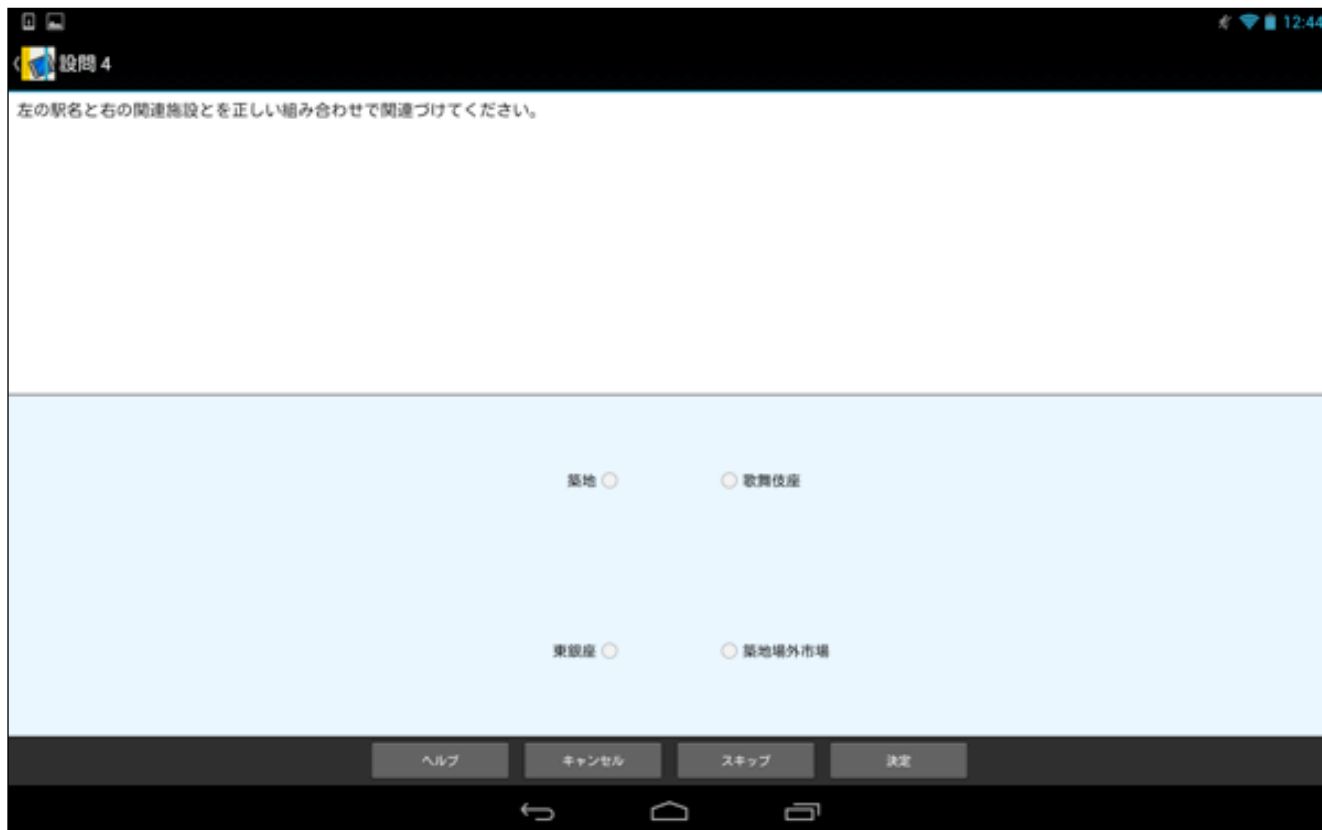 12:44
設問 4
左の駅名と右の関連施設とを正しい組み合わせで関連づけてください。
築地 歌舞伎座
東銀座 築地場外市場
ヘルプ キャンセル スキップ 決定